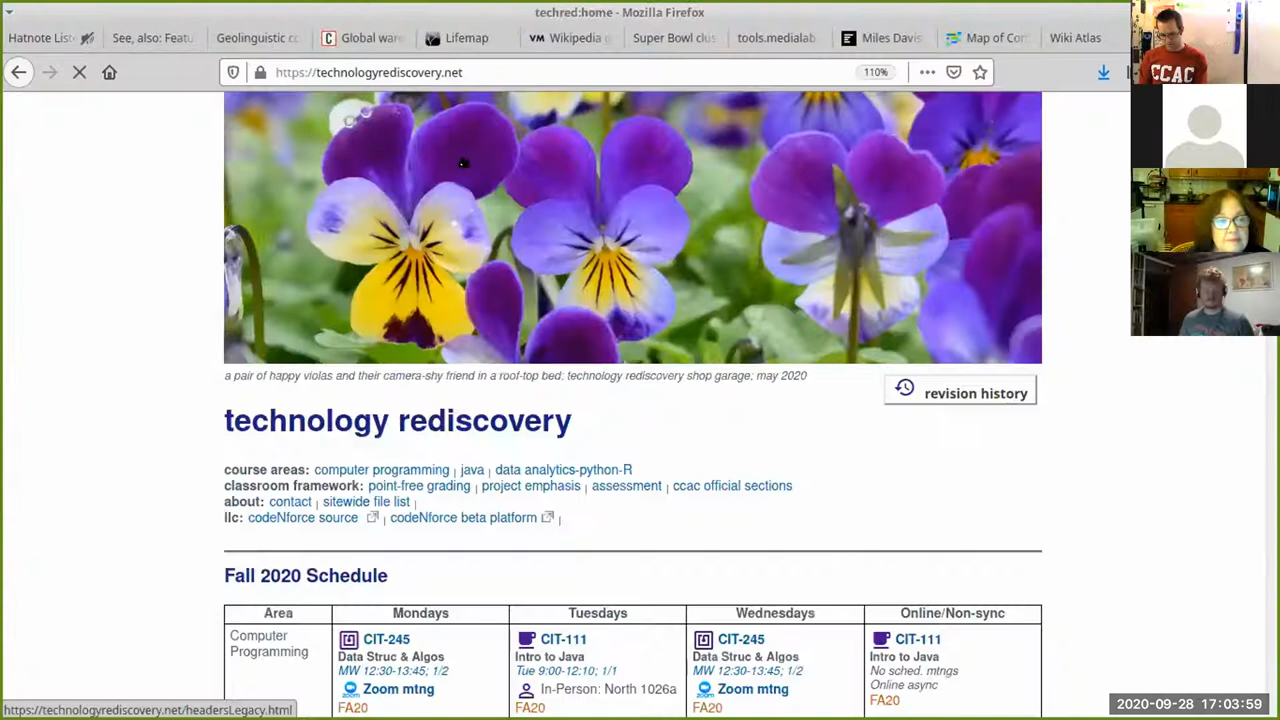 techred:home - Mozilla Firefox
Hatnote List
See, also: Featu
Geolinguistic co
Global war
Lifemap
VM Wikipedia
Super Bowl clus
tools.medialab
Miles Davis
Map of Con
Wiki Atlas
https://technologyrediscovery.net
110%
CCAC
a pair of happy violas and their camera-shy friend in a roof-top bed; technology rediscovery shop garage; may 2020
revision history
technology rediscovery
course areas: computer programming | java | data analytics-python-R
classroom framework: point-free grading | project emphasis | assessment | ccac official sections
about: contact | sitewide file list |
llc: codeNforce source | codeNforce beta platform |
Fall 2020 Schedule
Area Mondays Tuesdays Wednesdays Online/Non-sync
Computer Programming
CIT-245
Data Struc & Algos
MW 12:30-13:45; 1/2
Zoom mtng
FA20
CIT-111
Intro to Java
Tue 9:00-12:10; 1/1
In-Person: North 1026a
FA20
CIT-245
Data Struc & Algos
MW 12:30-13:45; 1/2
Zoom mtng
FA20
CIT-111
Intro to Java
No sched. mtngs
Online async
FA20
https://technologyrediscovery.net/headersLegacy.html
2020-09-28 17:03:59